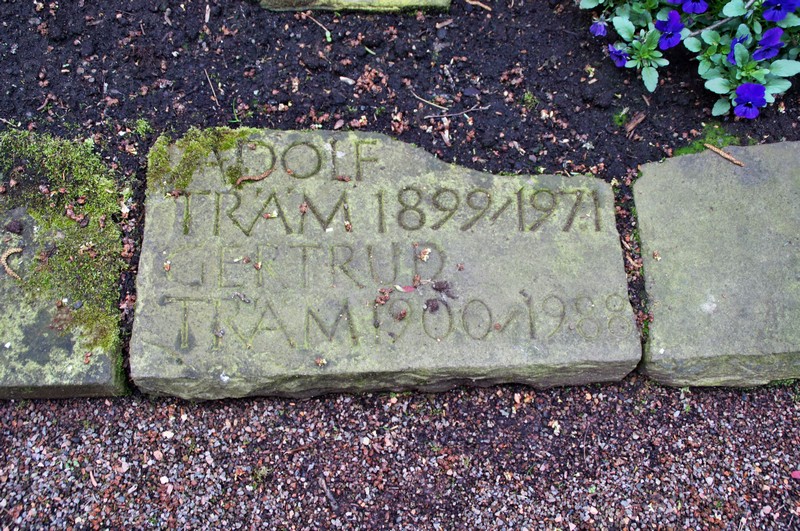 ADOLF
TRAM 1899/1971
GERTRUD
TRAM 1900/1988